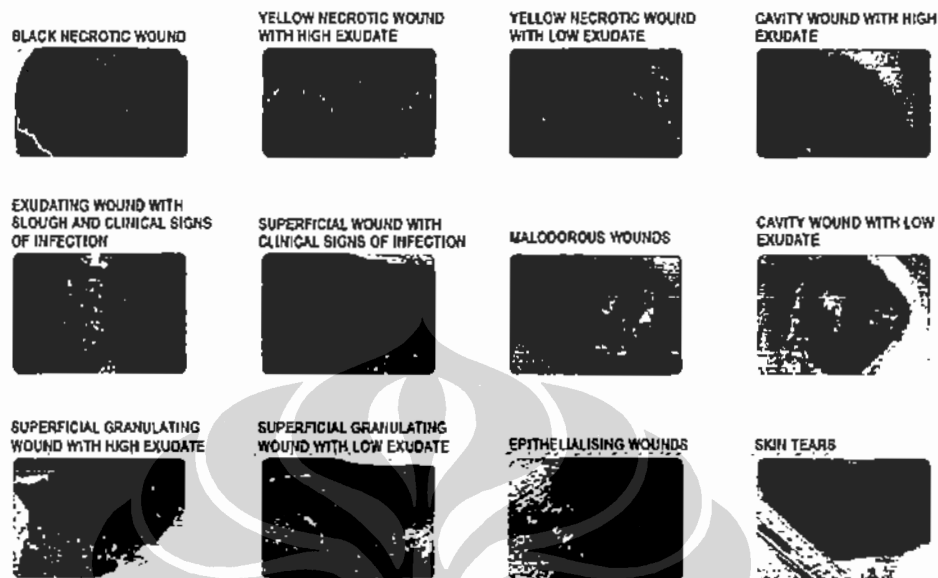 BLACK NECROTIC WOUND
YELLOW NECROTIC WOUND
WITH HIGH EXUDATE
YELLOW NECROTIC WOUND
WITH LOW EXUDATE
CAVITY WOUND WITH HIGH
EXUDATE
EXUDATING WOUND WITH
SLOUGH AND CLINICAL SIGNS
OF INFECTION
SUPERFICIAL WOUND WITH
CLINICAL SIGNS OF INFECTION
MALODOROUS WOUNDS
CAVITY WOUND WITH LOW
EXUDATE
SUPERFICIAL GRANULATING
WOUND WITH HIGH EXUDATE
SUPERFICIAL GRANULATING
WOUND WITH LOW EXUDATE
EPITHELIALISING WOUNDS
SKIN TEARS